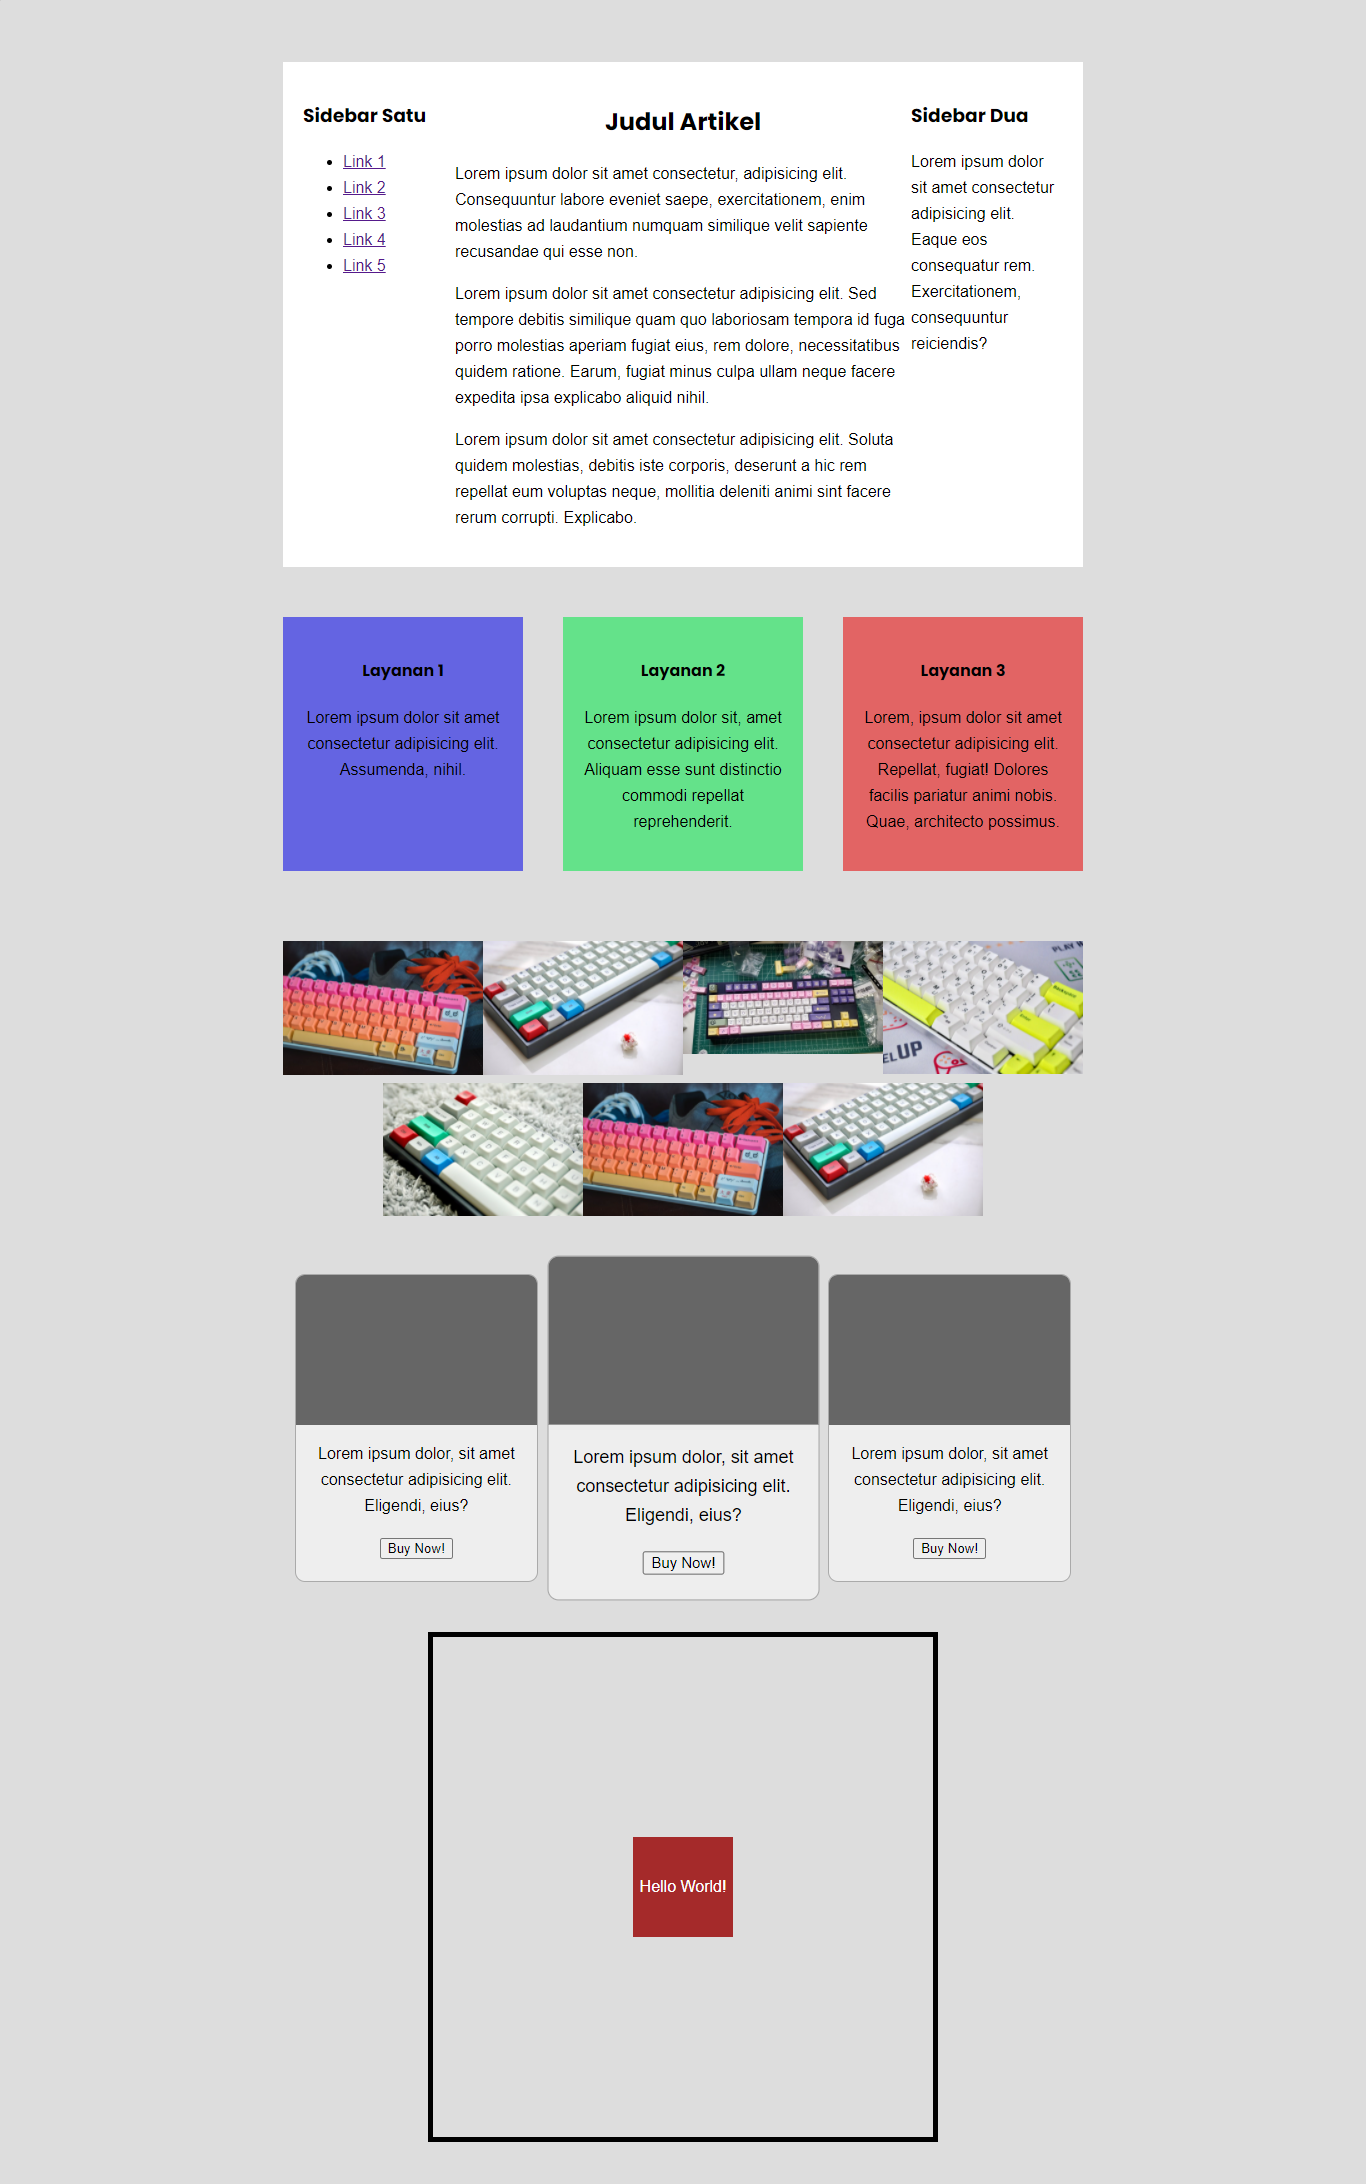 Sidebar Satu
Link 1
Link 2
Link 3
Link 4
Link 5
Judul Artikel
Lorem ipsum dolor sit amet consectetur, adipisicing elit.
Consequuntur labore eveniet saepe, exercitationem, enim
molestias ad laudantium numquam similique velit sapiente
recusandae qui esse non.
Lorem ipsum dolor sit amet consectetur adipisicing elit. Sed
tempore debitis similique quam quo laboriosam tempora id fuga
porro molestias aperiam fugiat eius, rem dolore, necessitatibus
quidem ratione. Earum, fugiat minus culpa ullam neque facere
expedita ipsa explicabo aliquid nihil.
Lorem ipsum dolor sit amet consectetur adipisicing elit. Soluta
quidem molestias, debitis iste corporis, deserunt a hic rem
repellat eum voluptas neque, mollitia deleniti animi sint facere
rerum corrupti. Explicabo.
Sidebar Dua
Lorem ipsum dolor
sit amet consectetur
adipisicing elit.
Eaque eos
consequatur rem.
Exercitationem,
consequuntur
reiciendis?
Layanan 1
Lorem ipsum dolor sit amet
consectetur adipisicing elit.
Assumenda, nihil.
Layanan 2
Lorem ipsum dolor sit, amet
consectetur adipisicing elit.
Aliquam esse sunt distinctio
commodi repellat
reprehenderit.
Layanan 3
Lorem, ipsum dolor sit amet
consectetur adipisicing elit.
Repellat, fugiat! Dolores
facilis pariatur animi nobis.
Quae, architecto possimus.
PLAY
UP
Lorem ipsum dolor, sit amet
consectetur adipisicing elit.
Eligendi, eius?
Buy Now!
Lorem ipsum dolor, sit amet
consectetur adipisicing elit.
Eligendi, eius?
Buy Now!
Lorem ipsum dolor, sit amet
consectetur adipisicing elit.
Eligendi, eius?
Buy Now!
Hello World!